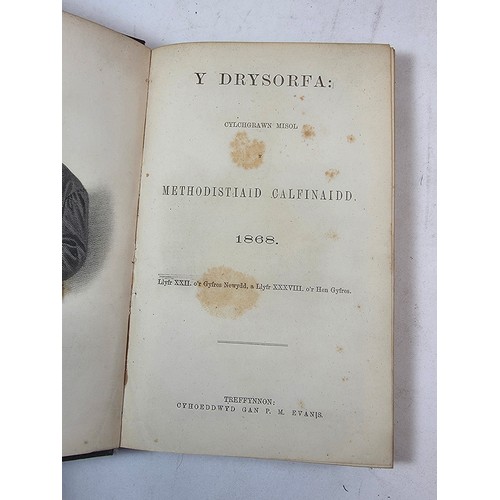 Y DRYSORFA:
CYLCHGRAWN MISOL
METHODISTIAID CALFINAIDD.
1868.
Llyfr XXII. o'r Gyfres Newydd, a Llyfr XXXVIII. o'r Hen Gyfres.
TREFFYNNON:
CYHOEDDWYD GAN P. M. EVANS.